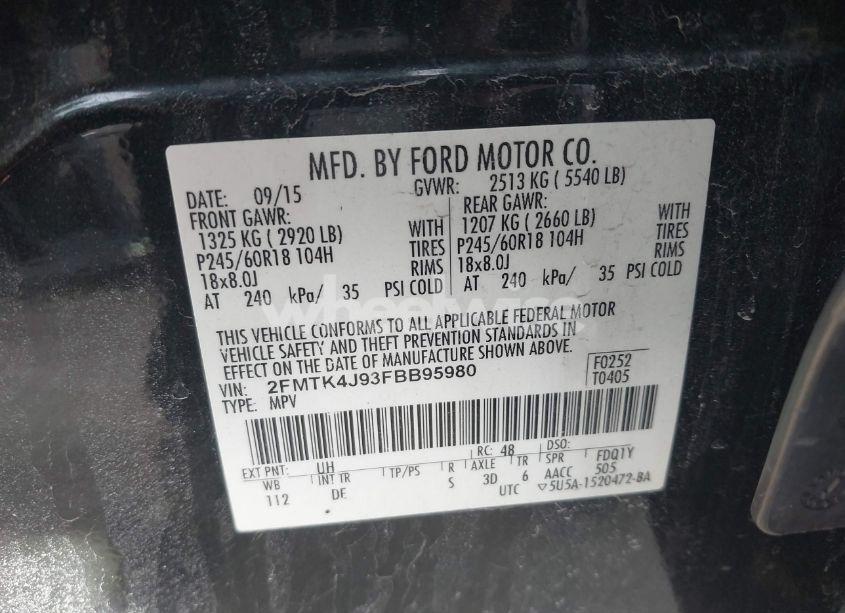 MFD. BY FORD MOTOR CO.
DATE: 09/15 GVWR: 2513 KG ( 5540 LB)
FRONT GAWR: REAR GAWR:
1325 KG ( 2920 LB) WITH 1207 KG ( 2660 LB) WITH
P245/60R18 104H TIRES P245/60R18 104H TIRES
18x8.0J RIMS 18x8.0J RIMS
AT 240 kPa/ 35 PSI COLD AT 240 kPa/ 35 PSI COLD
wheelwise
THIS VEHICLE CONFORMS TO ALL APPLICABLE FEDERAL MOTOR
VEHICLE SAFETY AND THEFT PREVENTION STANDARDS IN
EFFECT ON THE DATE OF MANUFACTURE SHOWN ABOVE.
VIN: 2FMTK4J93FBB95980 F0252
TYPE: MPV T0405
EXT PNT: UH RC: 48 DSO: FDQ1Y
WB INT TR TP/PS R AXLE TR SPR 505
112 DE S 3D 6 AACC
UTC ▽5U5A-1520472-BA